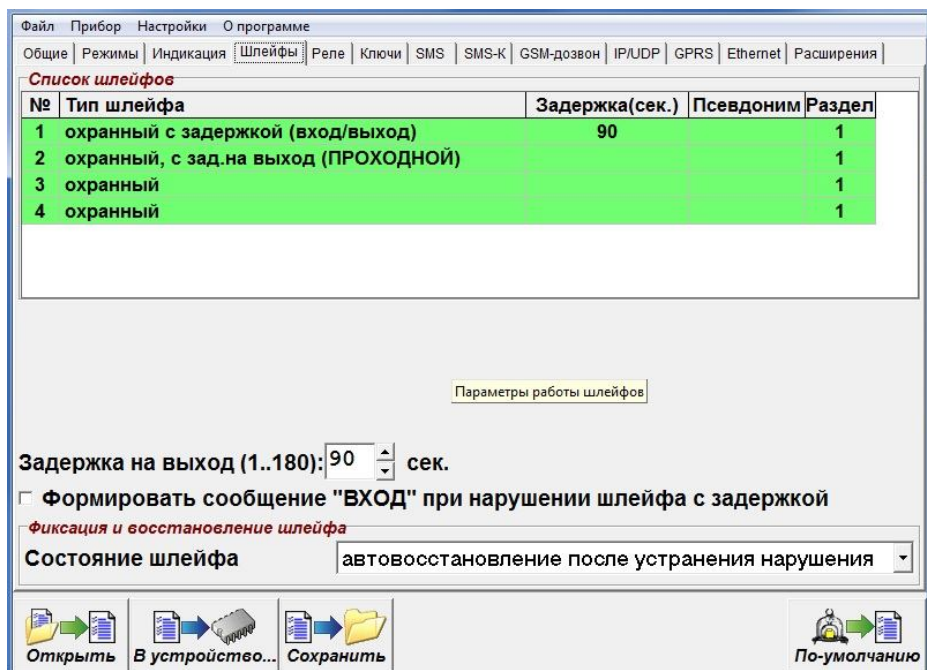 Файл Прибор Настройки О программе
Общие Режимы Индикация Шлейфы Реле Ключи SMS SMS-K GSM-дозвон IP/UDP GPRS Ethernet Расширения
Список шлейфов
№ Тип шлейфа Задержка(сек.) Псевдоним Раздел
1 охранный с задержкой (вход/выход) 90 1
2 охранный, с зад.на выход (ПРОХОДНОЙ) 1
3 охранный 1
4 охранный 1
Параметры работы шлейфов
Задержка на выход (1..180): 90 сек.
Формировать сообщение "ВХОД" при нарушении шлейфа с задержкой
Фиксация и восстановление шлейфа
Состояние шлейфа автовосстановление после устранения нарушения
Открыть В устройство... Сохранить По-умолчанию